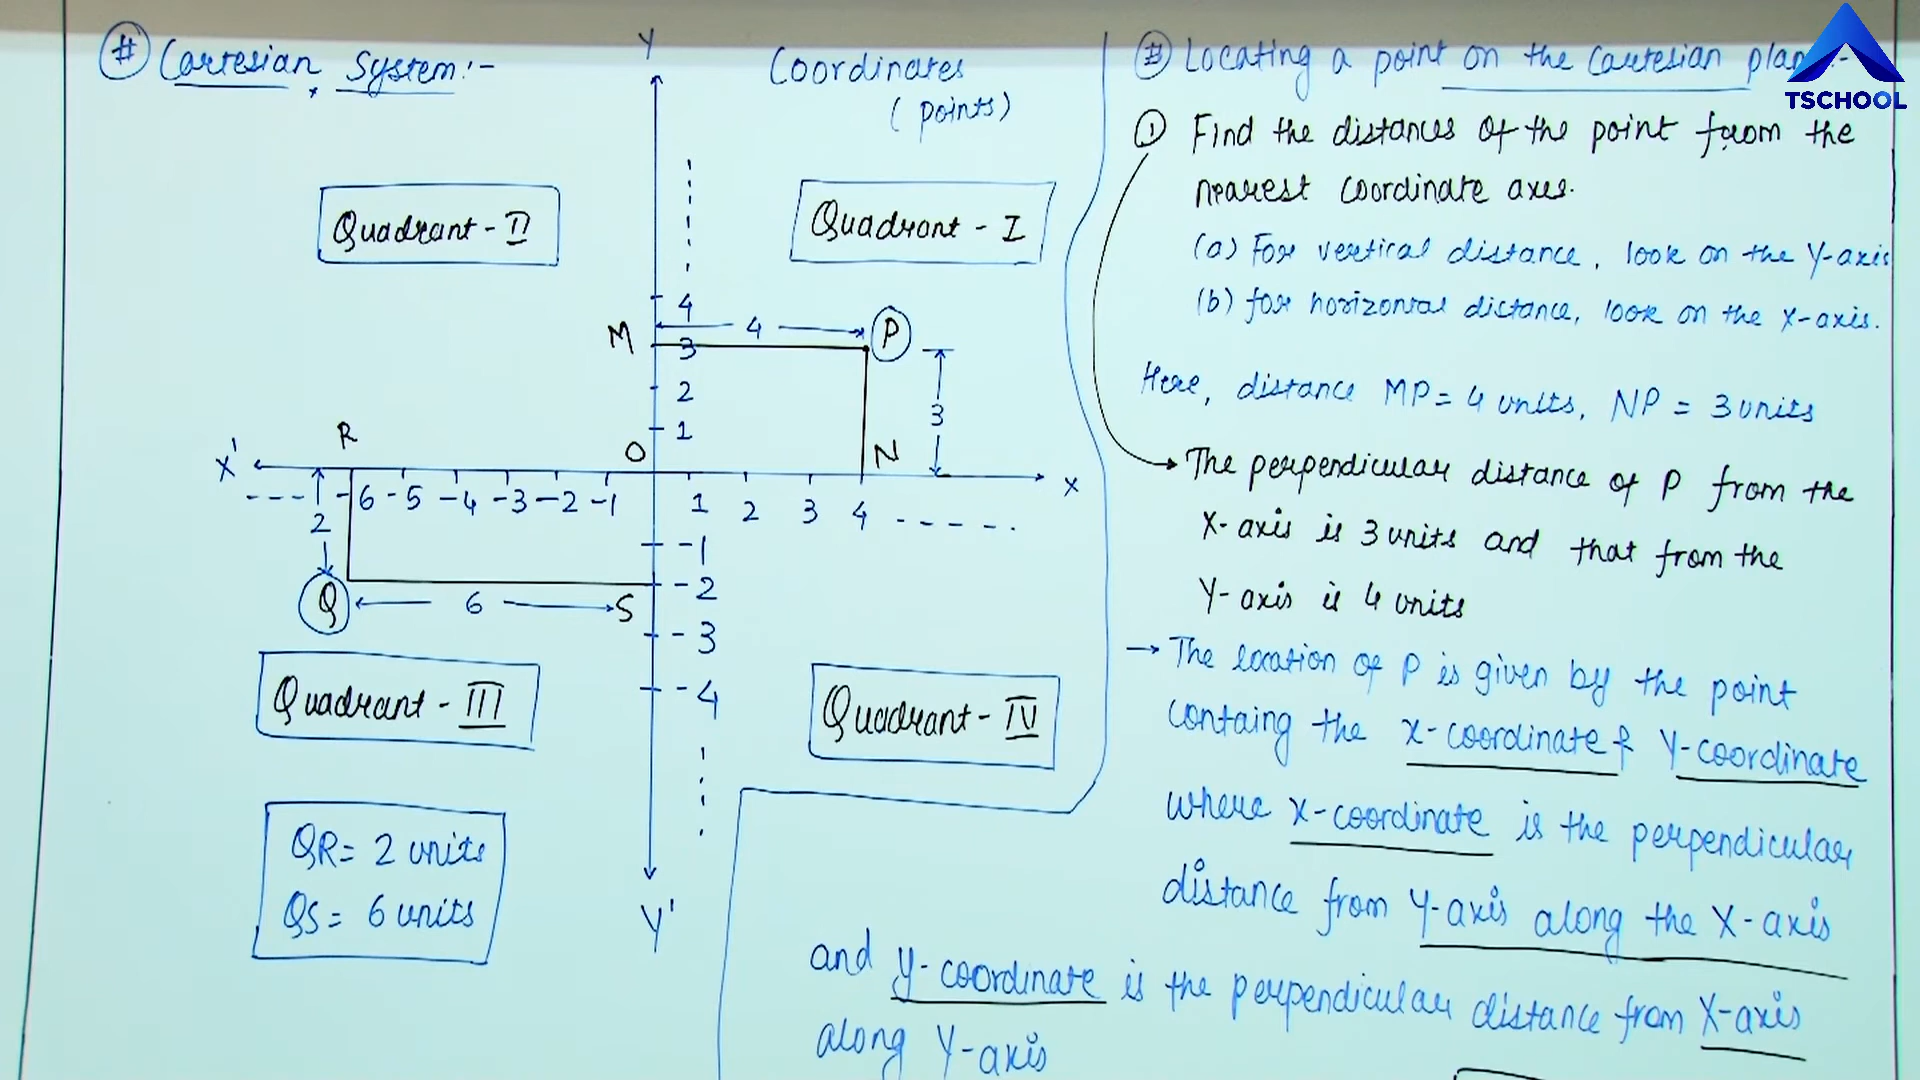 # Cartesian System:-
Y
Coordinates
(points)
Quadrant - II
Quadrant - I
4
M
4
P
3
2
3
1
R
O
N
X'
X
-6 -5 -4 -3 -2 -1
1 2 3 4
2
-1
-2
Q
6
S
-3
-4
Quadrant - III
Quadrant - IV
QR = 2 units
QS = 6 units
Y'
# Locating a point on the Cartesian plane:-
TSCHOOL
1 Find the distances of the point from the
nearest coordinate axes.
(a) For vertical distance, look on the Y-axis
(b) for horizontal distance, look on the X-axis.
Here, distance MP = 4 units, NP = 3 units
→ The perpendicular distance of P from the
X-axis is 3 units and that from the
Y-axis is 4 units
→ The location of P is given by the point
containg the x-coordinate & Y-coordinate
where x-coordinate is the perpendicular
distance from Y-axis along the X-axis
and y-coordinate is the perpendicular distance from X-axis
along Y-axis